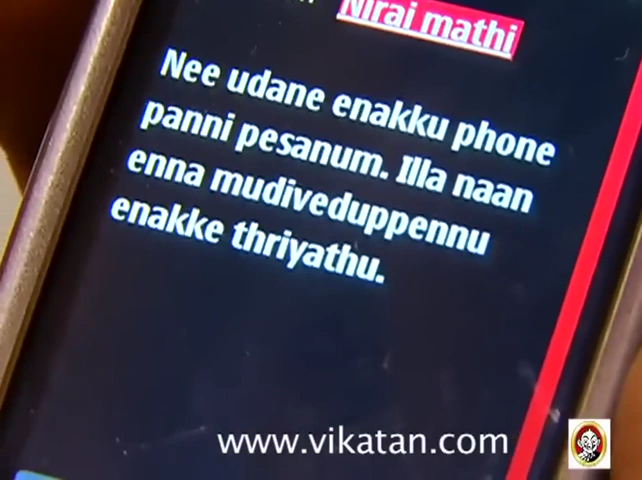 Nirai mathi
Nee udane enakku phone
panni pesanum. Illa naan
enna mudiveduppennu
enakke thriyathu.
www.vikatan.com